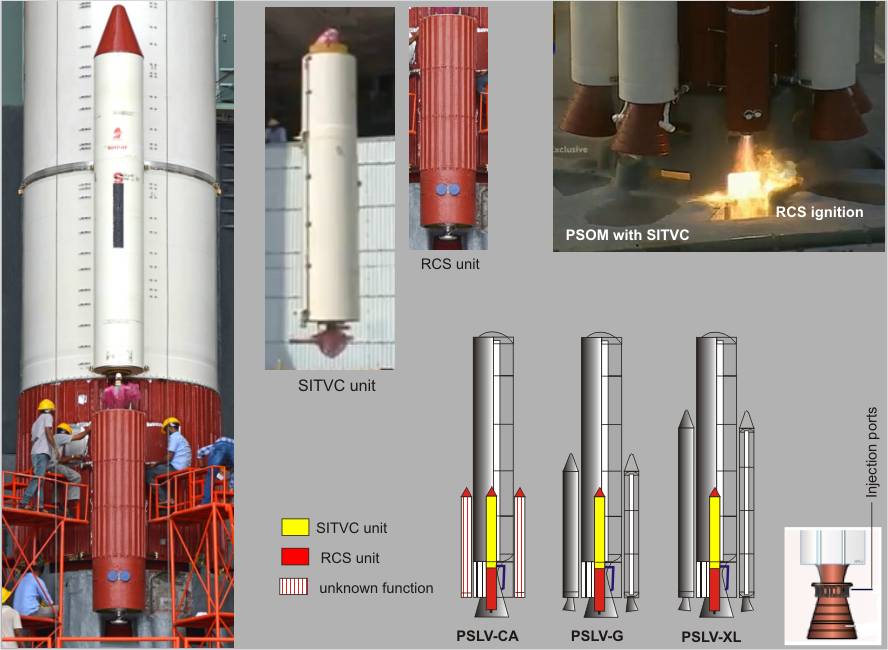 SITVC unit
RCS unit
xclusive
PSOM with SITVC
RCS ignition
SITVC unit
RCS unit
unknown function
PSLV-CA
PSLV-G
PSLV-XL
Injection ports